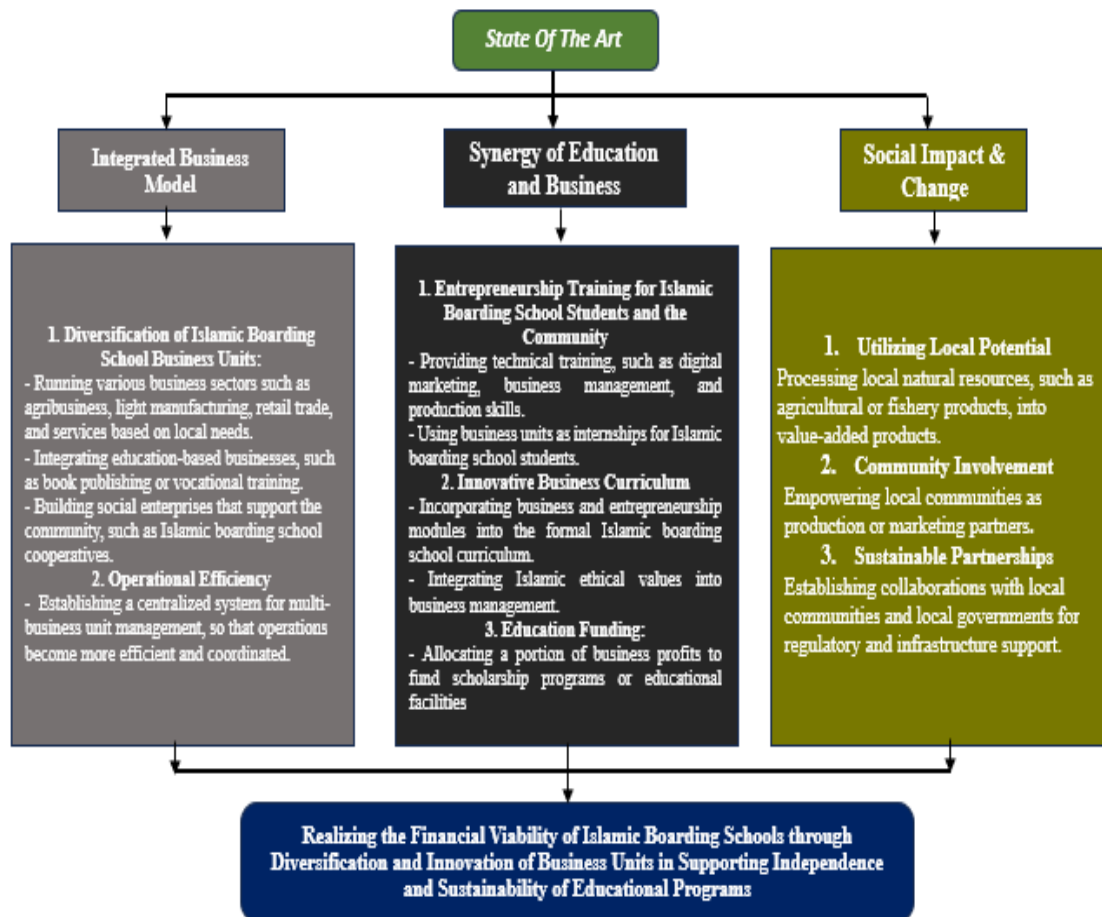 State Of The Art
Integrated Business
Model
Synergy of Education
and Business
Social Impact &
Change
1. Diversification of Islamic Boarding
School Business Units:
- Running various business sectors such as
agribusiness, light manufacturing, retail trade,
and services based on local needs.
- Integrating education-based businesses, such
as book publishing or vocational training.
- Building social enterprises that support the
community, such as Islamic boarding school
cooperatives.
2. Operational Efficiency
- Establishing a centralized system for multi-
business unit management, so that operations
become more efficient and coordinated.
1. Entrepreneurship Training for Islamic
Boarding School Students and the
Community
- Providing technical training, such as digital
marketing, business management, and
production skills.
- Using business units as internships for Islamic
boarding school students.
2. Innovative Business Curriculum
- Incorporating business and entrepreneurship
modules into the formal Islamic boarding
school curriculum.
- Integrating Islamic ethical values into
business management.
3. Education Funding:
- Allocating a portion of business profits to
fund scholarship programs or educational
facilities
1. Utilizing Local Potential
Processing local natural resources, such as
agricultural or fishery products, into
value-added products.
2. Community Involvement
Empowering local communities as
production or marketing partners.
3. Sustainable Partnerships
Establishing collaborations with local
communities and local governments for
regulatory and infrastructure support.
Realizing the Financial Viability of Islamic Boarding Schools through
Diversification and Innovation of Business Units in Supporting Independence
and Sustainability of Educational Programs